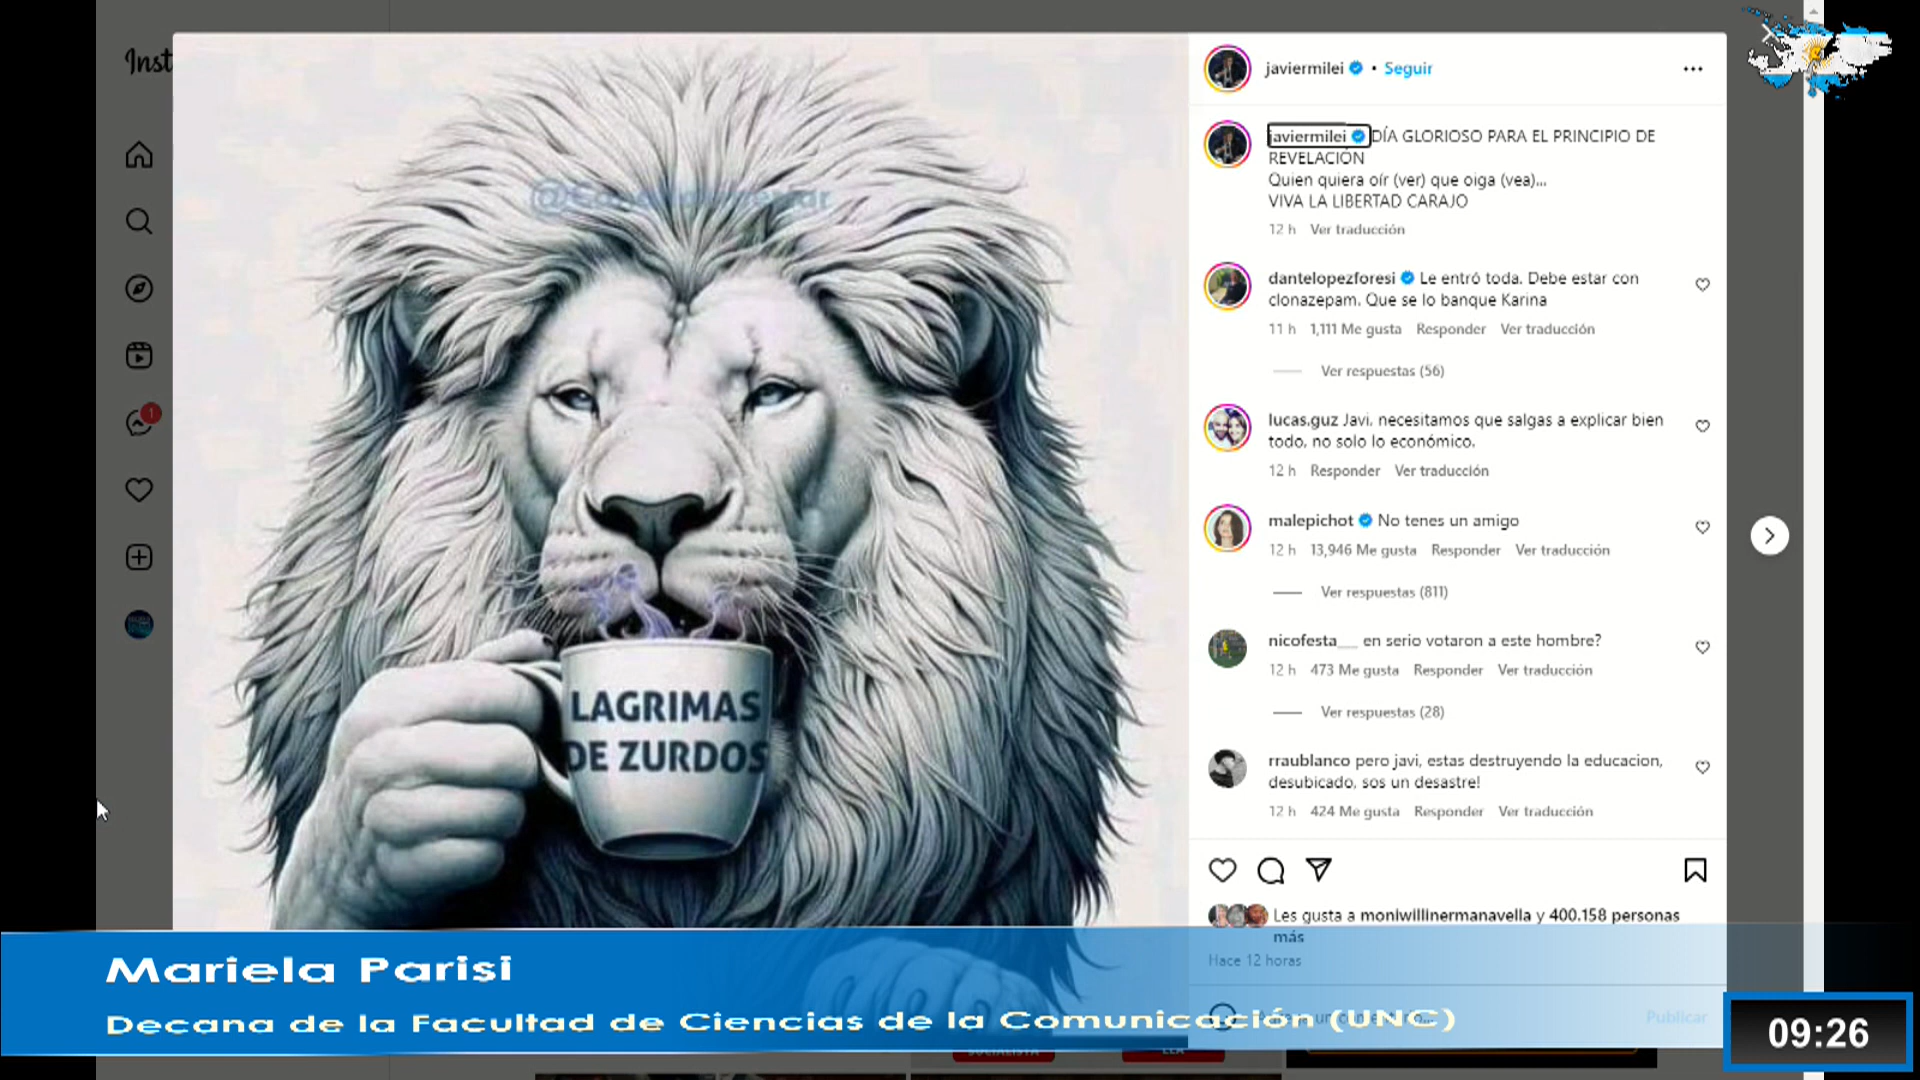 Inst
javiermilei • Seguir
javiermilei DÍA GLORIOSO PARA EL PRINCIPIO DE
REVELACIÓN
Quien quiera oír (ver) que oiga (vea)...
VIVA LA LIBERTAD CARAJO
12 h Ver traducción
dantelopezforesi Le entró toda. Debe estar con
clonazepam. Que se lo banque Karina
11 h 1,111 Me gusta Responder Ver traducción
Ver respuestas (56)
lucas.guz Javi, necesitamos que salgas a explicar bien
todo, no solo lo económico.
12 h Responder Ver traducción
malepichot No tenes un amigo
12 h 13,946 Me gusta Responder Ver traducción
Ver respuestas (811)
nicofesta__ en serio votaron a este hombre?
12 h 473 Me gusta Responder Ver traducción
Ver respuestas (28)
rraublanco pero javi, estas destruyendo la educacion,
desubicado, sos un desastre!
12 h 424 Me gusta Responder Ver traducción
1
LAGRIMAS
DE ZURDOS
Les gusta a moniwillinermanavella y 400.158 personas
más
Hace 12 horas
Publicar
Mariela Parisi
Decana de la Facultad de Ciencias de la Comunicación (UNC)
09:26